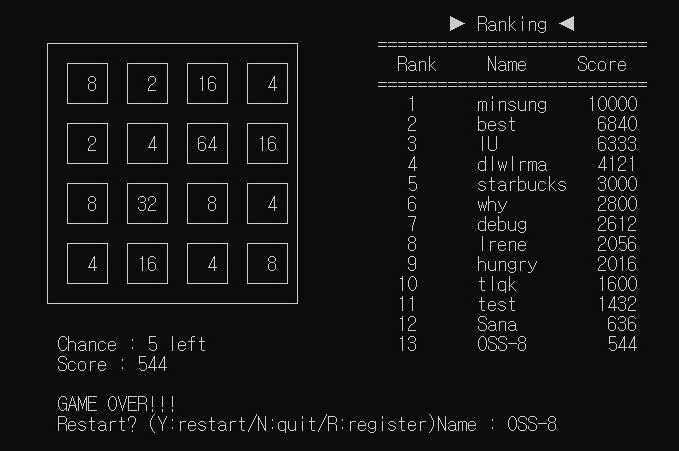 8 2 16 4
2 4 64 16
8 32 8 4
4 16 4 8
Chance : 5 left
Score : 544
GAME OVER!!!
Restart? (Y:restart/N:quit/R:register)Name : OSS-8
▶ Ranking ◀
===========================
Rank Name Score
===========================
1 minsung 10000
2 best 6840
3 IU 6333
4 dlwlrma 4121
5 starbucks 3000
6 why 2800
7 debug 2612
8 Irene 2056
9 hungry 2016
10 tlqk 1600
11 test 1432
12 Sana 636
13 OSS-8 544